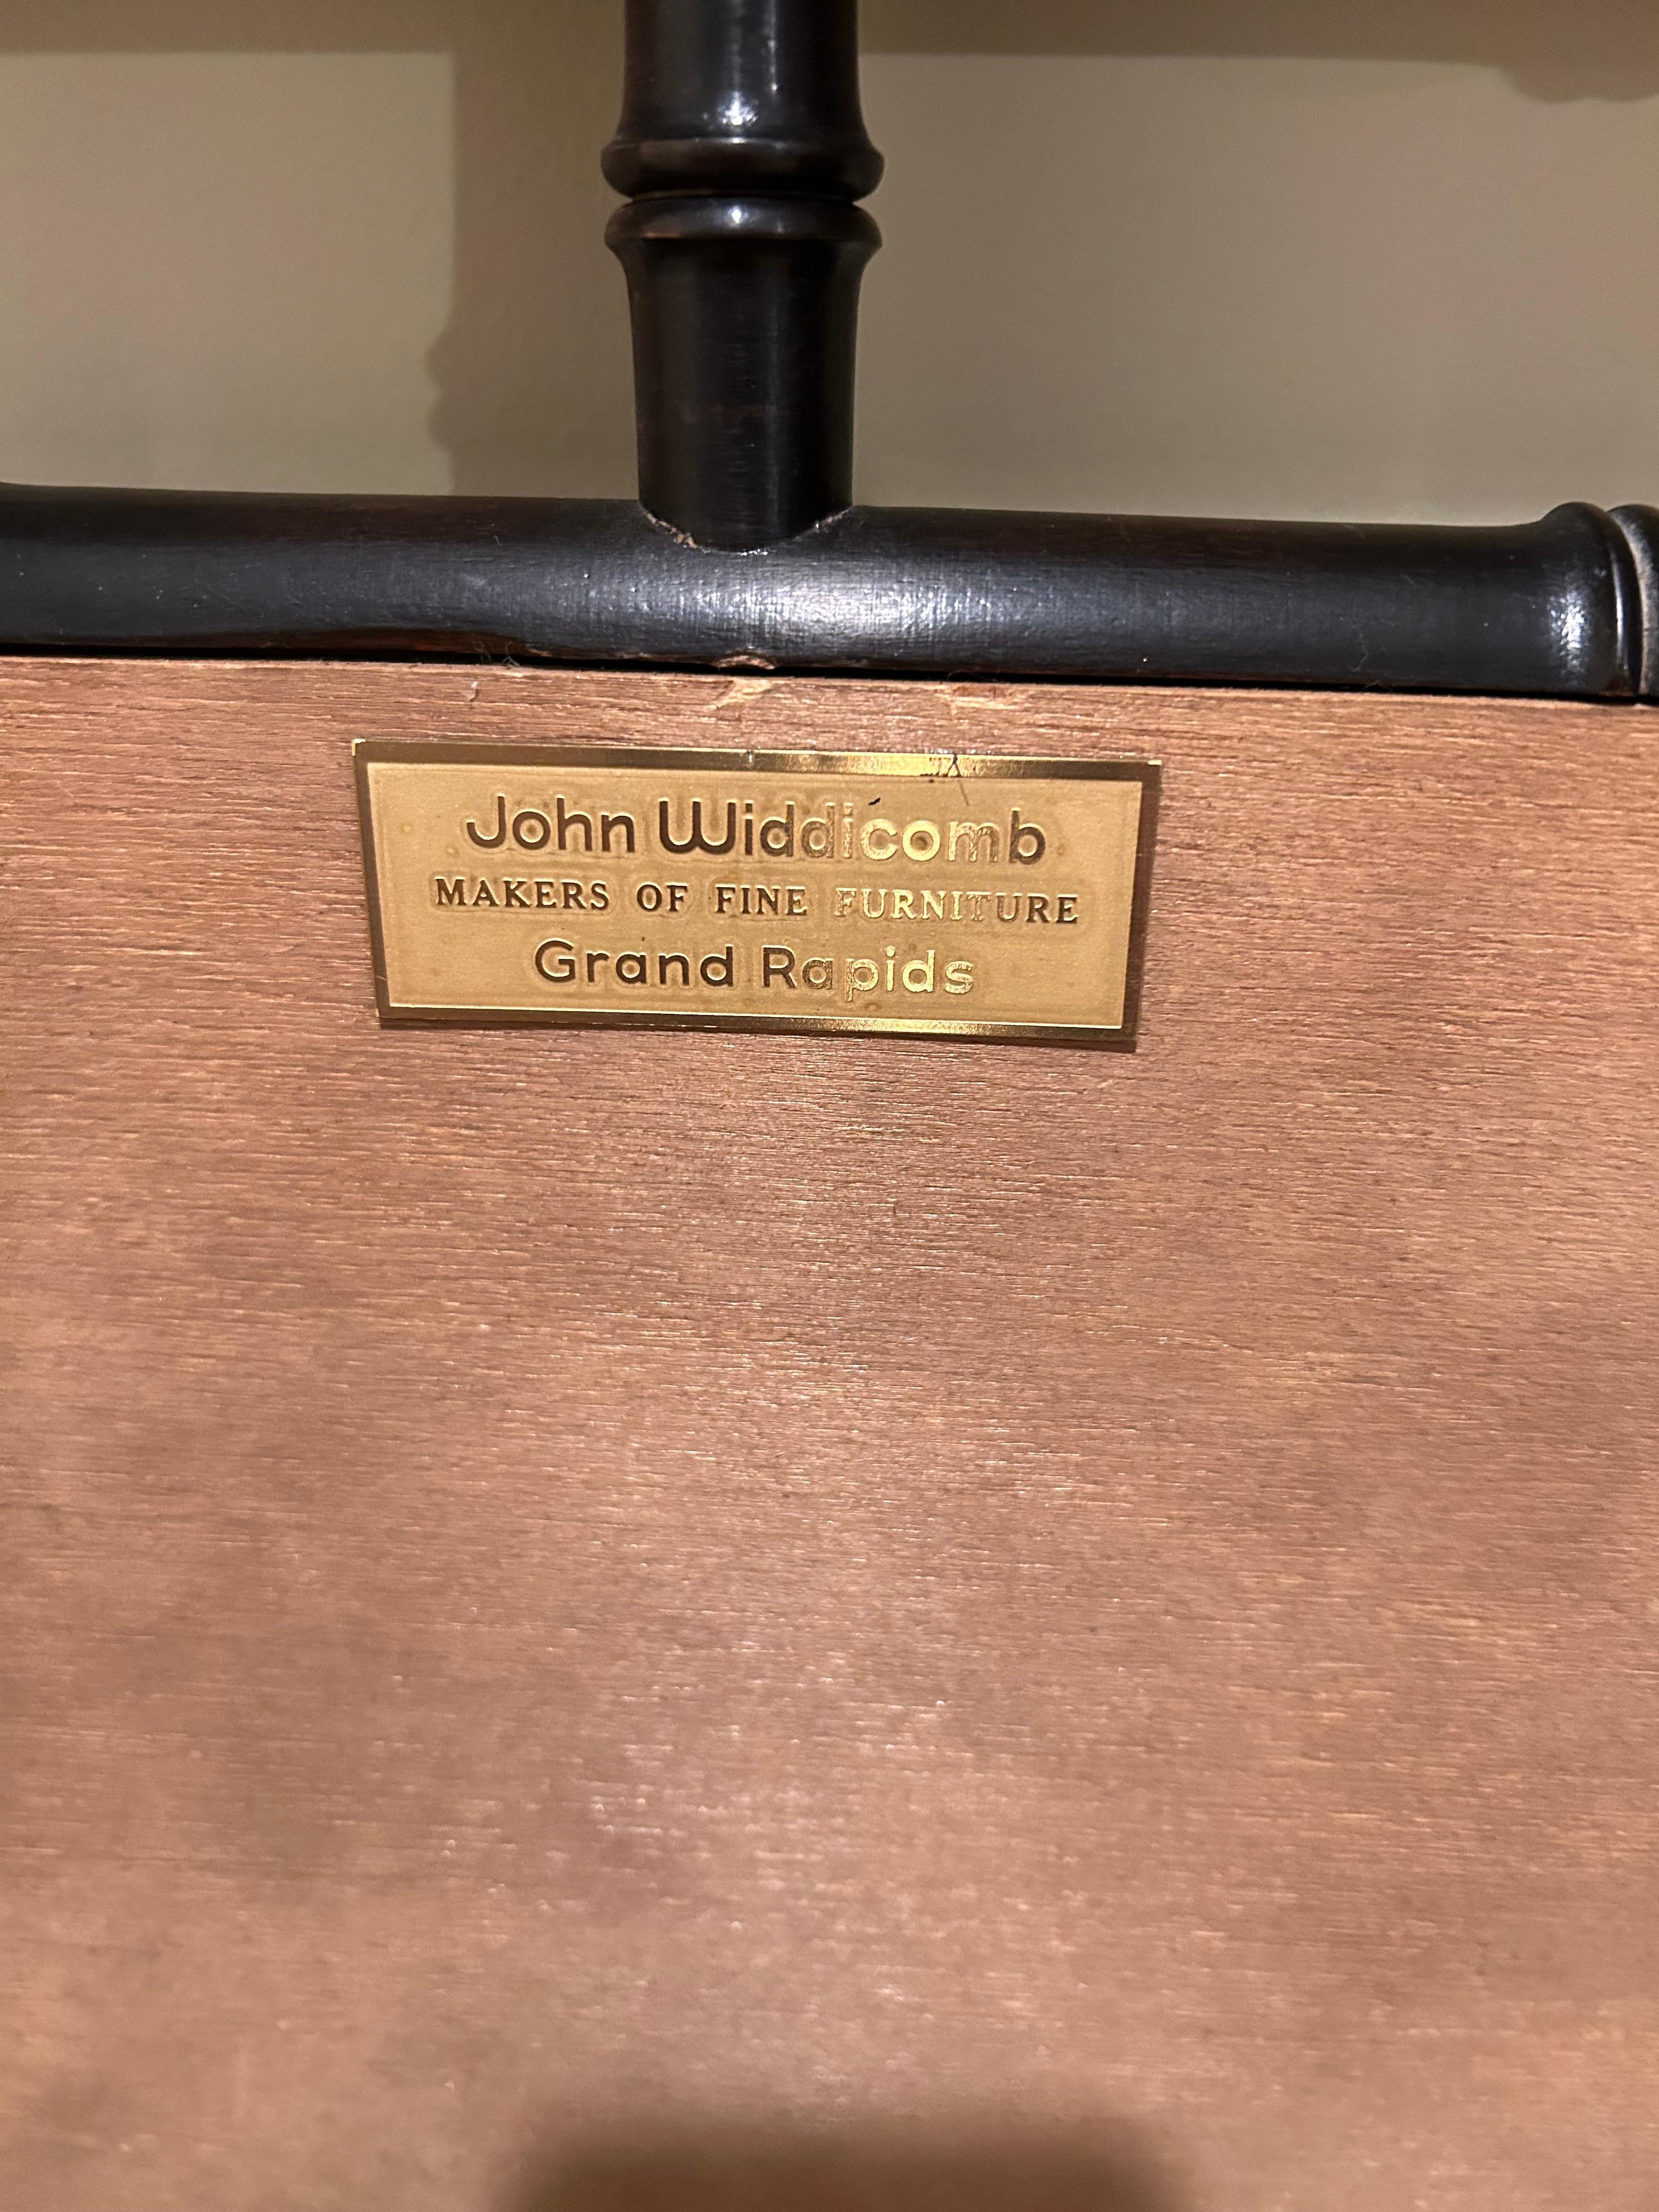 John Widdicomb
MAKERS OF FINE FURNITURE
Grand Rapids